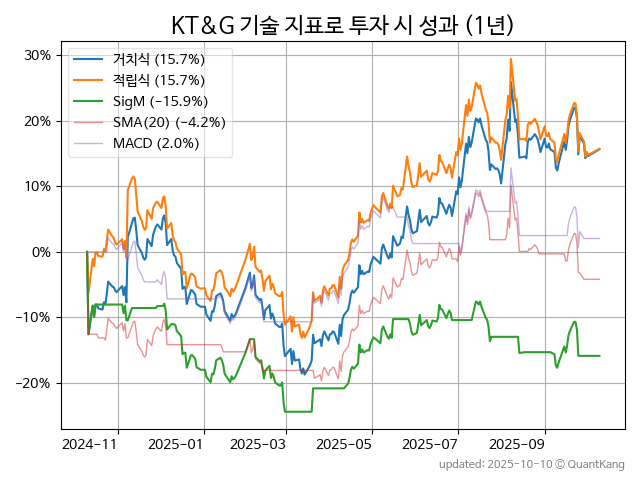 KT&G 기술 지표로 투자 시 성과 (1년)
거치식 (15.7%)
적립식 (15.7%)
SigM (−15.9%)
SMA(20) (−4.2%)
MACD (2.0%)
30%
20%
10%
0%
−10%
−20%
2024−11
2025−01
2025−03
2025−05
2025−07
2025−09
updated: 2025-10-10 © QuantKang